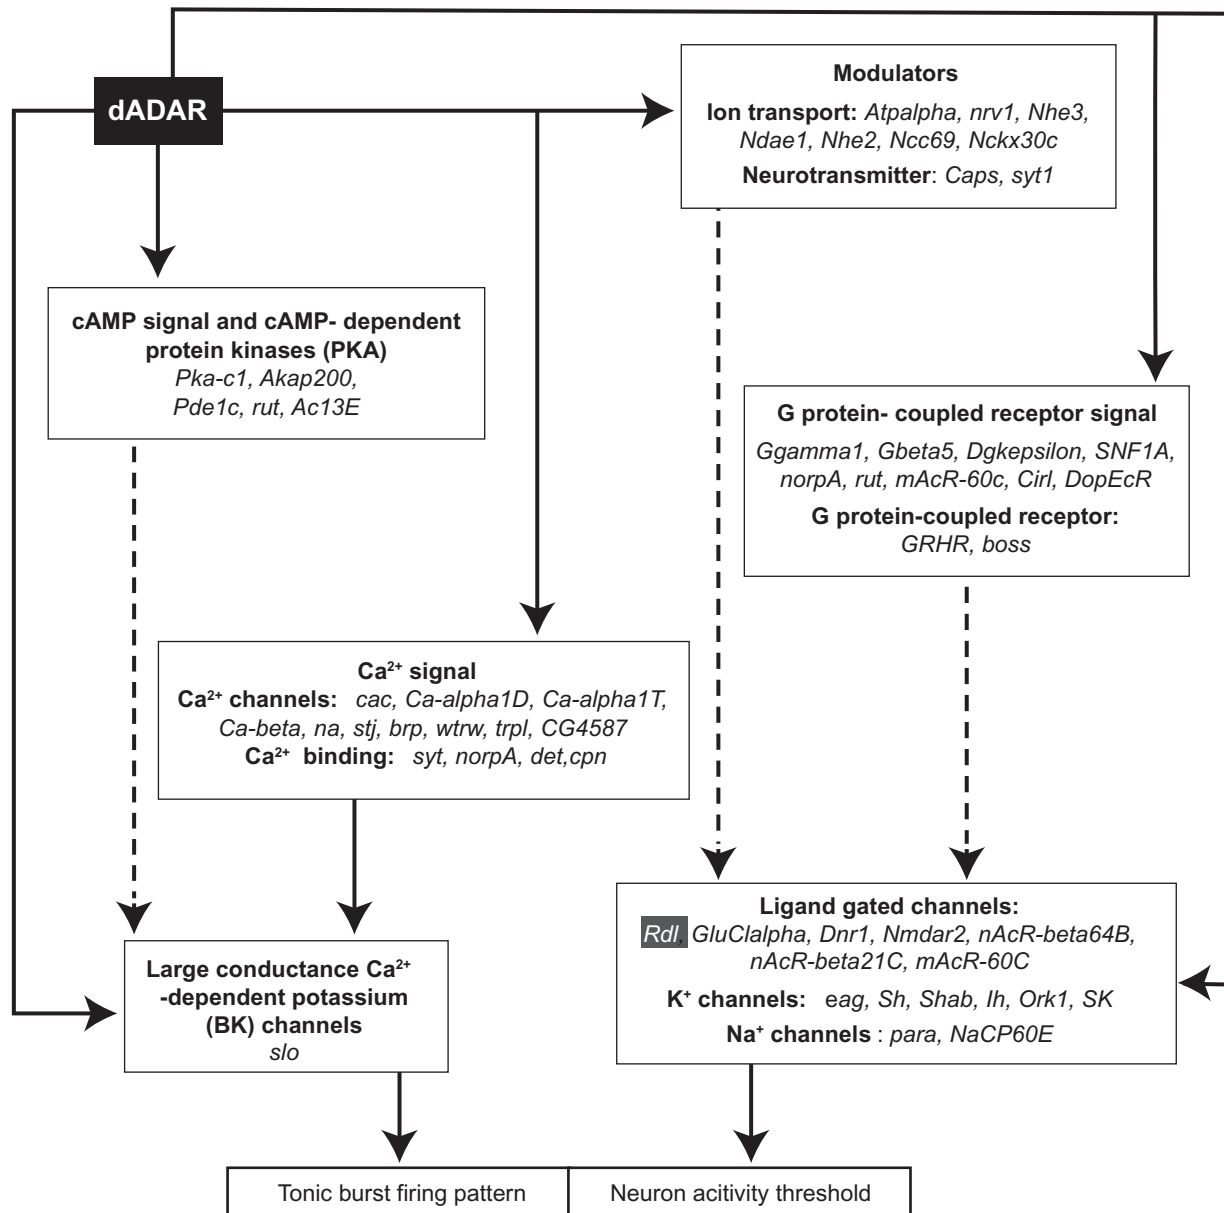 dADAR
Modulators
Ion transport: Atpalpha, nrv1, Nhe3,
Ndae1, Nhe2, Ncc69, Nckx30c
Neurotransmitter: Caps, syt1
cAMP signal and cAMP- dependent
protein kinases (PKA)
Pka-c1, Akap200,
Pde1c, rut, Ac13E
G protein- coupled receptor signal
Ggamma1, Gbeta5, Dgkepsilon, SNF1A,
norpA, rut, mAcR-60c, Cirl, DopEcR
G protein-coupled receptor:
GRHR, boss
Ca²⁺ signal
Ca²⁺ channels: cac, Ca-alpha1D, Ca-alpha1T,
Ca-beta, na, stj, brp, wtrw, trpl, CG4587
Ca²⁺ binding: syt, norpA, det,cpn
Ligand gated channels:
Rdl, GluClalpha, Dnr1, Nmdar2, nAcR-beta64B,
nAcR-beta21C, mAcR-60C
K⁺ channels: eag, Sh, Shab, Ih, Ork1, SK
Na⁺ channels : para, NaCP60E
Large conductance Ca²⁺
-dependent potassium
(BK) channels
slo
Tonic burst firing pattern
Neuron acitivity threshold